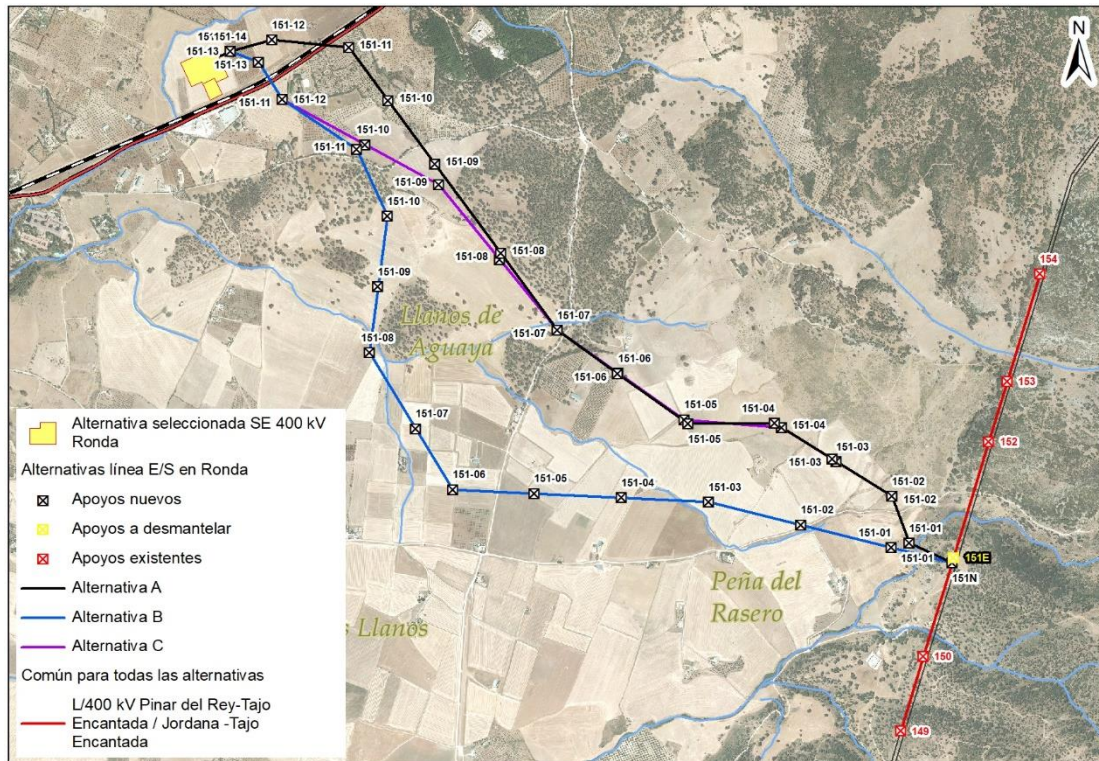 N
151-14
151-13
151-13
151-12
151-11
151-11
151-12
151-10
151-10
151-11
151-09
151-09
151-10
151-08
151-08
151-09
Llanos de
Aguaya
151-07
151-07
154
151-08
151-06
151-06
153
151-07
151-05
151-05
151-04
151-04
152
151-03
151-03
151-06
151-05
151-04
151-03
151-02
151-02
151-02
151-01
151-01
151-01
151E
151N
Peña del
Rasero
s Llanos
150
149
Alternativa seleccionada SE 400 kV
Ronda
Alternativas línea E/S en Ronda
Apoyos nuevos
Apoyos a desmantelar
Apoyos existentes
Alternativa A
Alternativa B
Alternativa C
Común para todas las alternativas
L/400 kV Pinar del Rey-Tajo
Encantada / Jordana -Tajo
Encantada